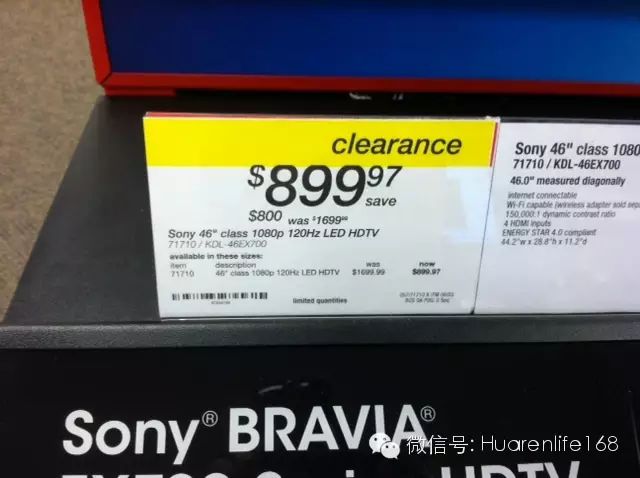 clearance
$899 97
save
$800 was $1699 99
Sony 46" class 1080p 120Hz LED HDTV
71710 / KDL-46EX700
available in these sizes:
item description was now
71710 46" class 1080p 120Hz LED HDTV $1699.99 $899.97
limited quantities
Sony 46" class 1080
71710 / KDL-46EX700
46.0" measured diagonally
internet connectable
Wi-Fi capable (wireless adapter sold sepa
150,000:1 dynamic contrast ratio
4 HDMI inputs
ENERGY STAR 4.0 compliant
44.2"w x 28.8"h x 11.2"d
Sony® BRAVIA®
HDTV
微信号: Huarenlife168